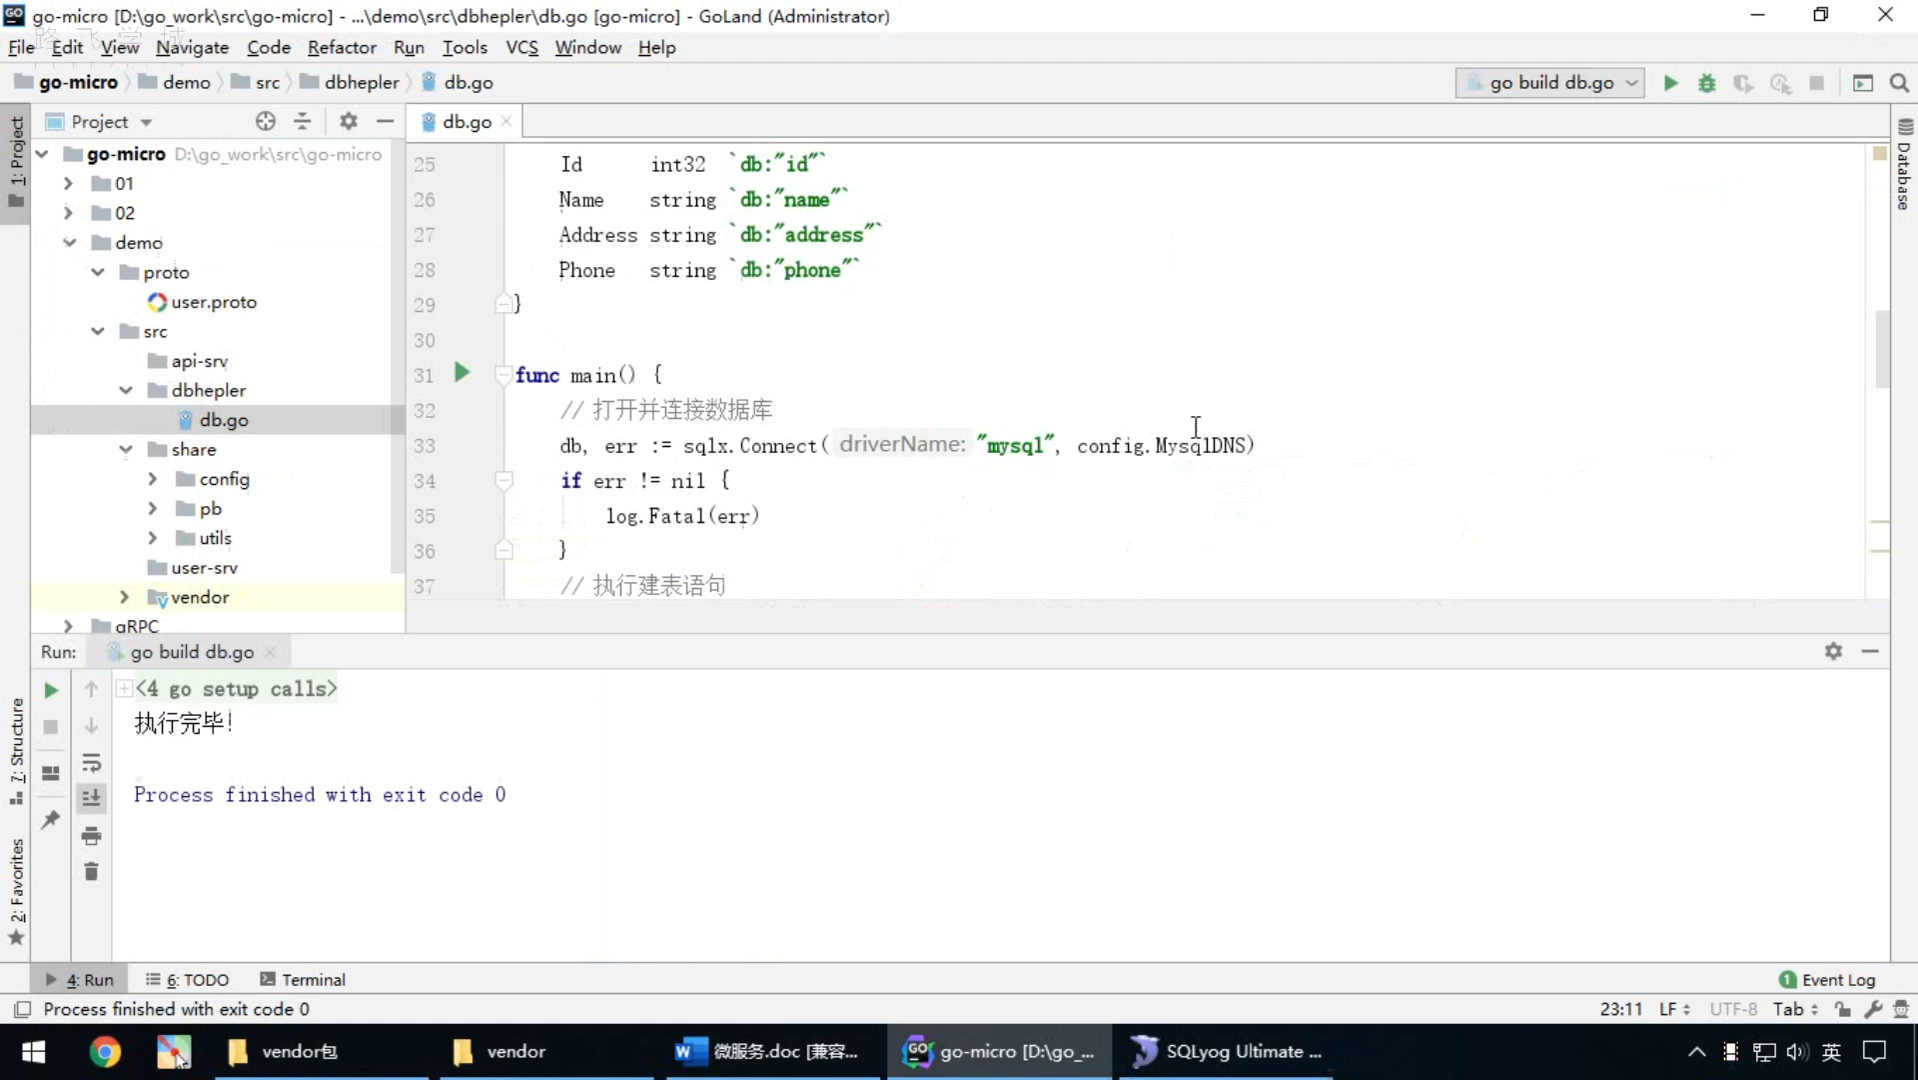 go-micro [D:\go_work\src\go-micro] - ...\demo\src\dbhepler\db.go [go-micro] - GoLand (Administrator)
File Edit View Navigate Code Refactor Run Tools VCS Window Help
go-micro demo src dbhepler db.go
go build db.go
1: Project
Project
db.go
Database
go-micro D:\go_work\src\go-micro
01
02
demo
proto
user.proto
src
api-srv
dbhepler
db.go
share
config
pb
utils
user-srv
vendor
gRPC
25 Id int32 `db:"id"`
26 Name string `db:"name"`
27 Address string `db:"address"`
28 Phone string `db:"phone"`
29 }
30
31 func main() {
32 // 打开并连接数据库
33 db, err := sqlx.Connect( driverName: "mysql", config.MysqlDNS)
34 if err != nil {
35 log.Fatal(err)
36 }
37 // 执行建表语句
Run: go build db.go
<4 go setup calls>
执行完毕!
Process finished with exit code 0
7: Structure
2: Favorites
4: Run 6: TODO Terminal
1 Event Log
Process finished with exit code 0
23:11 LF UTF-8 Tab
vendor包
vendor
微服务.doc [兼容...
go-micro [D:\go_...
SQLyog Ultimate ...
英